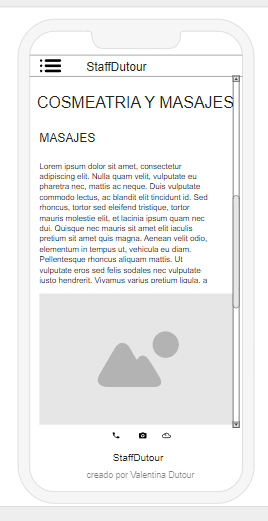 StaffDutour
COSMEATRIA Y MASAJES
MASAJES
Lorem ipsum dolor sit amet, consectetur
adipiscing elit. Nulla quam velit, vulputate eu
pharetra nec, mattis ac neque. Duis vulputate
commodo lectus, ac blandit elit tincidunt id. Sed
rhoncus, tortor sed eleifend tristique, tortor
mauris molestie elit, et lacinia ipsum quam nec
dui. Quisque nec mauris sit amet elit iaculis
pretium sit amet quis magna. Aenean velit odio,
elementum in tempus ut, vehicula eu diam.
Pellentesque rhoncus aliquam mattis. Ut
vulputate eros sed felis sodales nec vulputate
justo hendrerit. Vivamus varius pretium ligula, a
StaffDutour
creado por Valentina Dutour